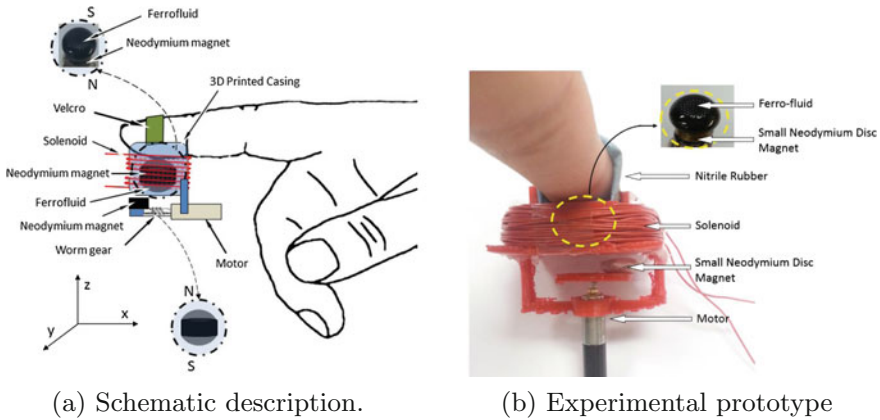 S
Ferrofluid
Neodymium magnet
N
3D Printed Casing
Velcro
Solenoid
Neodymium magnet
Ferrofluid
Neodymium magnet
Worm gear
Motor
z
x
y
N
S
(a) Schematic description.
Ferro-fluid
Small Neodymium Disc
Magnet
Nitrile Rubber
Solenoid
Small Neodymium Disc
Magnet
Motor
(b) Experimental prototype